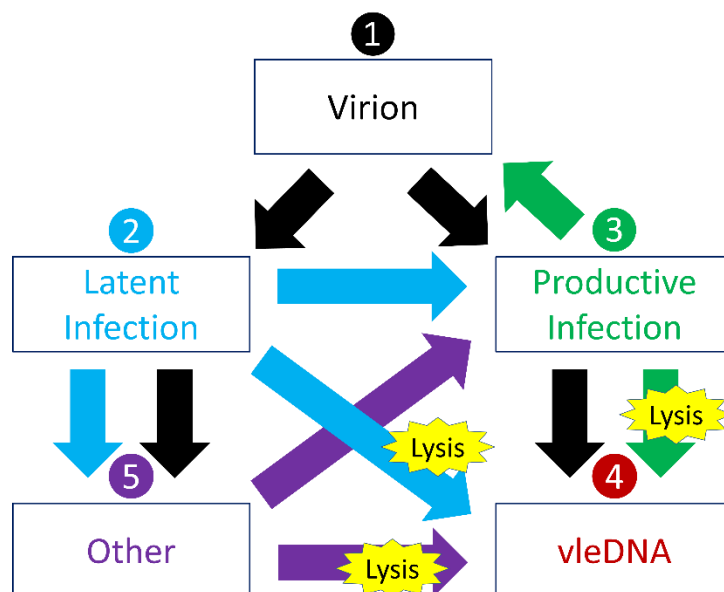 1
Virion
2
Latent
Infection
3
Productive
Infection
Lysis
Lysis
5
Other
4
vleDNA
Lysis